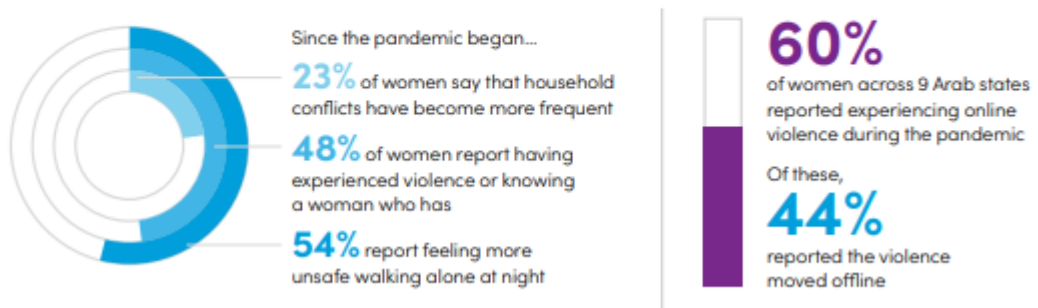 Since the pandemic began...
23% of women say that household
conflicts have become more frequent
48% of women report having
experienced violence or knowing
a woman who has
54% report feeling more
unsafe walking alone at night
60%
of women across 9 Arab states
reported experiencing online
violence during the pandemic
Of these,
44%
reported the violence
moved offline